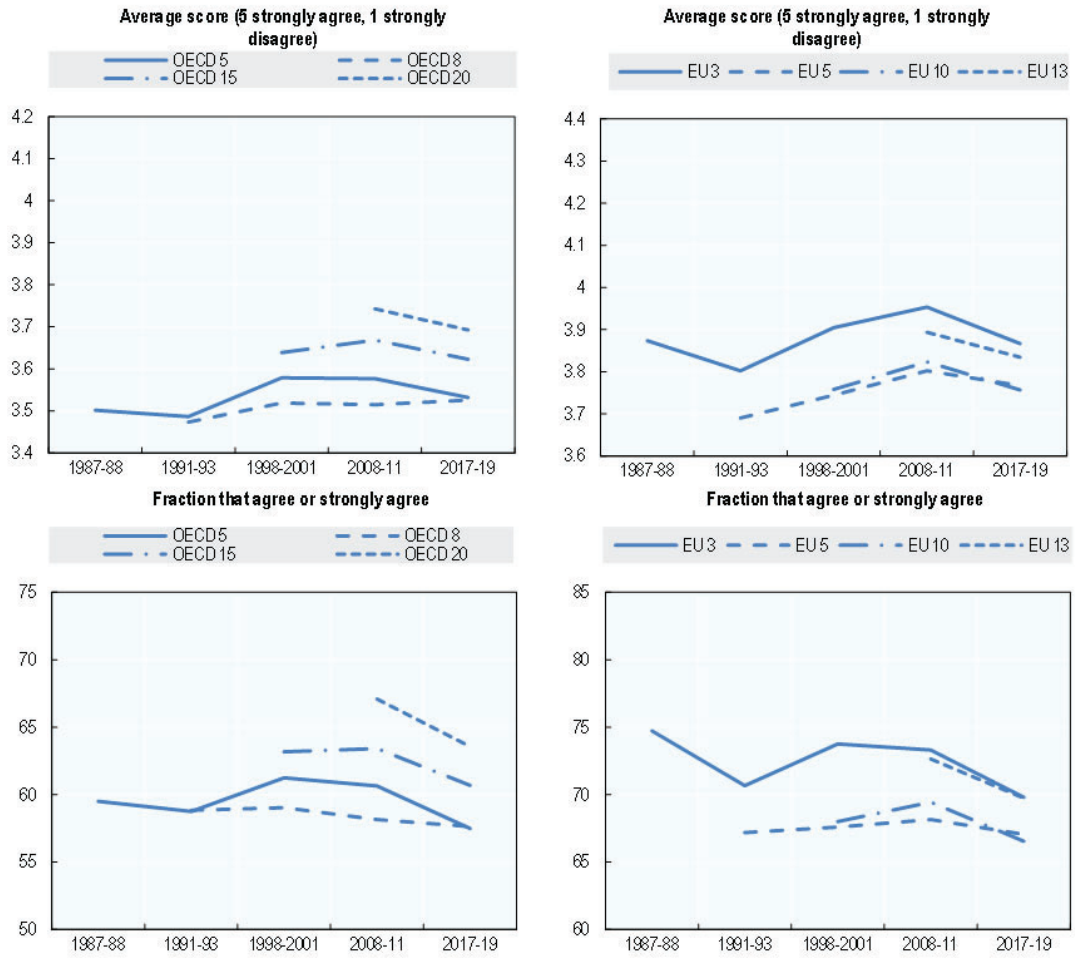 Average score (5 strongly agree, 1 strongly
disagree)
OECD 5
OECD 8
OECD 15
OECD 20
4.2
4.1
4
3.9
3.8
3.7
3.6
3.5
3.4
1987-88
1991-93
1998-2001
2008-11
2017-19
Average score (5 strongly agree, 1 strongly
disagree)
EU 3
EU 5
EU 10
EU 13
4.4
4.3
4.2
4.1
4
3.9
3.8
3.7
3.6
1987-88
1991-93
1998-2001
2008-11
2017-19
Fraction that agree or strongly agree
OECD 5
OECD 8
OECD 15
OECD 20
75
70
65
60
55
50
1987-88
1991-93
1998-2001
2008-11
2017-19
Fraction that agree or strongly agree
EU 3
EU 5
EU 10
EU 13
85
80
75
70
65
60
1987-88
1991-93
1998-2001
2008-11
2017-19